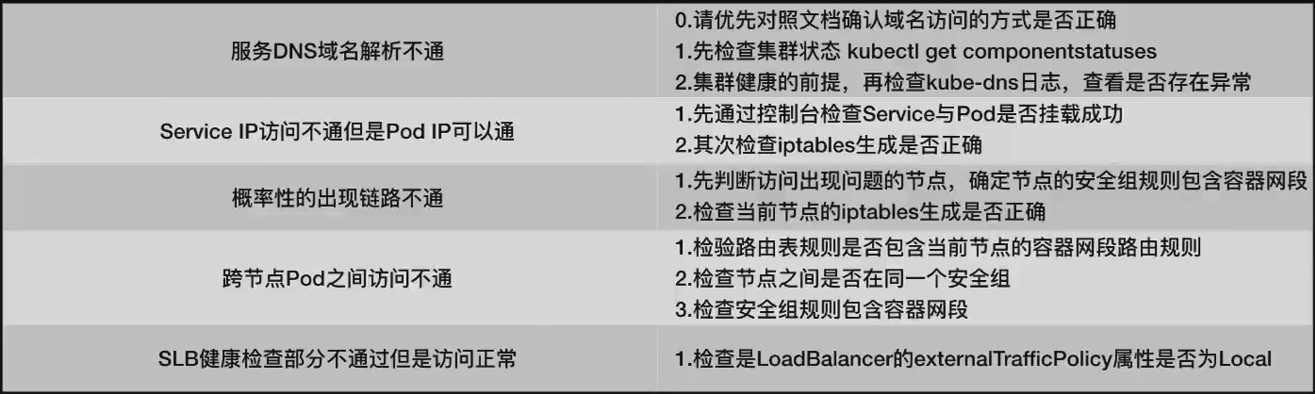 服务DNS域名解析不通
0.请优先对照文档确认域名访问的方式是否正确
1.先检查集群状态 kubectl get componentstatuses
2.集群健康的前提，再检查kube-dns日志，查看是否存在异常
Service IP访问不通但是Pod IP可以通
1.先通过控制台检查Service与Pod是否挂载成功
2.其次检查iptables生成是否正确
概率性的出现链路不通
1.先判断访问出现问题的节点，确定节点的安全组规则包含容器网段
2.检查当前节点的iptables生成是否正确
跨节点Pod之间访问不通
1.检验路由表规则是否包含当前节点的容器网段路由规则
2.检查节点之间是否在同一个安全组
3.检查安全组规则包含容器网段
SLB健康检查部分不通过但是访问正常
1.检查是LoadBalancer的externalTrafficPolicy属性是否为Local